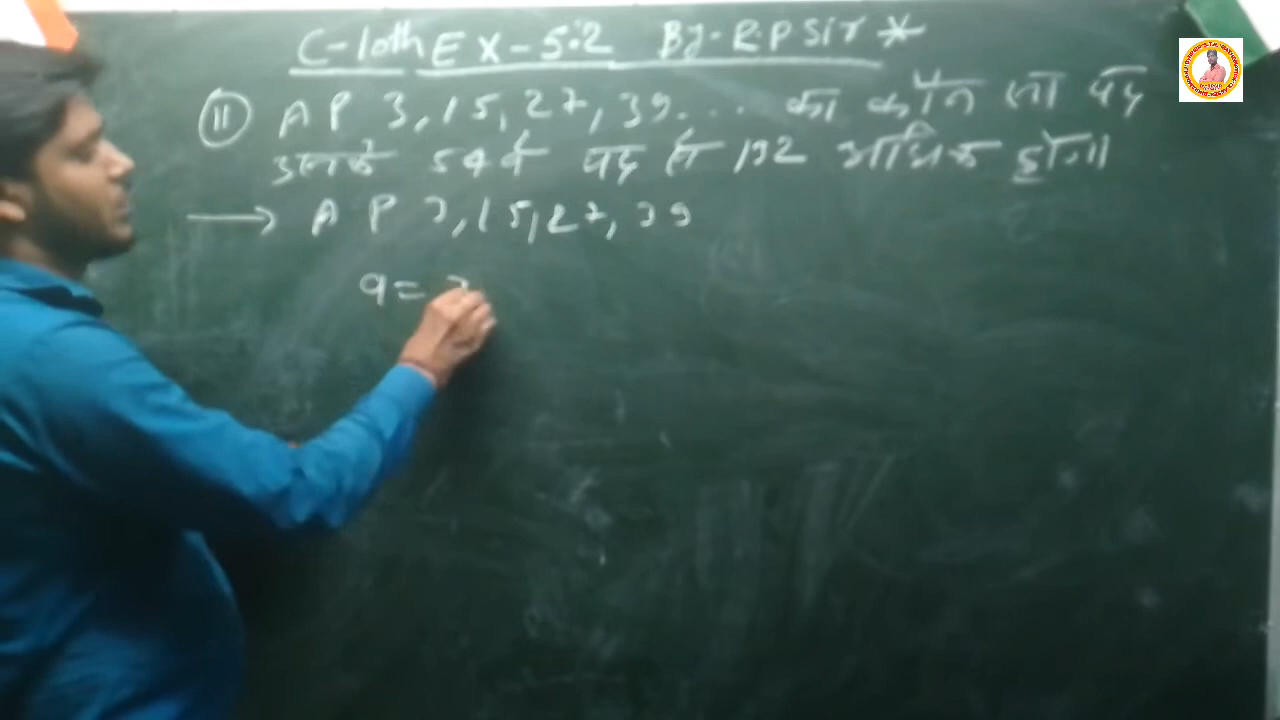 C-10th EX-5.2 By-R.P Sir *
11 A P 3, 15, 27, 39... का कौन सा पद
उसके 54वें पद से 132 अधिक होगा
→ A P 3, 15, 27, 39
a = 3